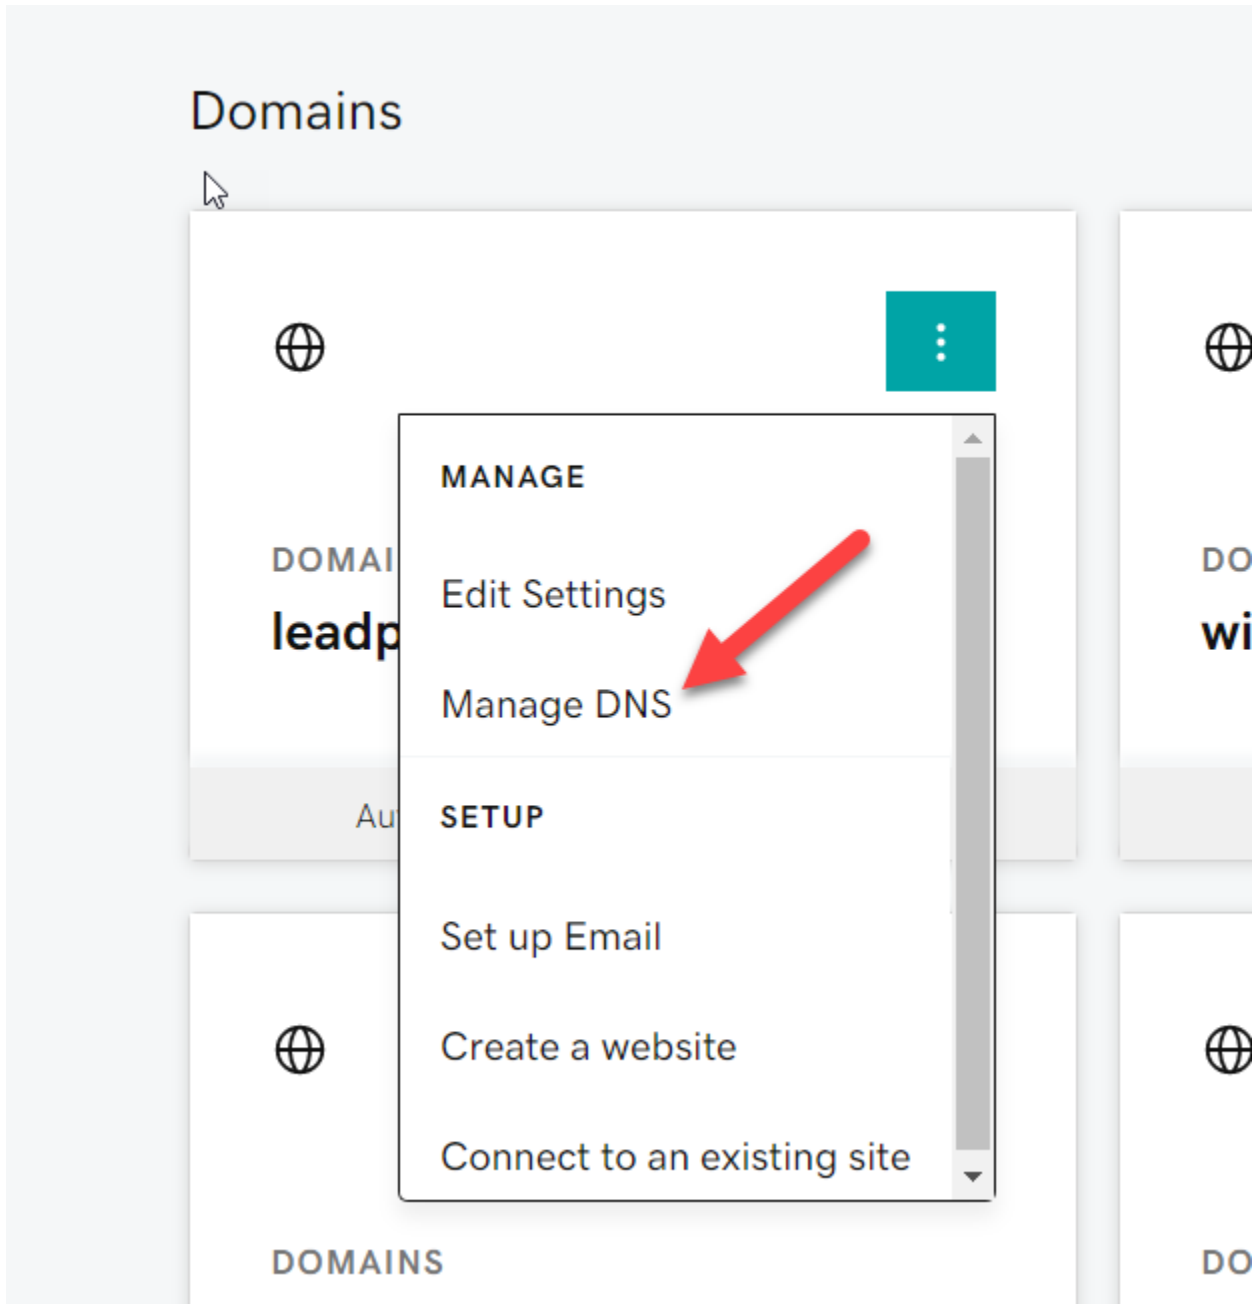 Domains
MANAGE
Edit Settings
Manage DNS
SETUP
Set up Email
Create a website
Connect to an existing site
DOMAINS